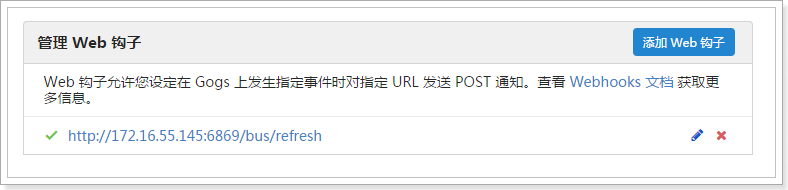 管理 Web 钩子
添加 Web 钩子
Web 钩子允许您设定在 Gogs 上发生指定事件时对指定 URL 发送 POST 通知。查看 Webhooks 文档 获取更
多信息。
http://172.16.55.145:6869/bus/refresh